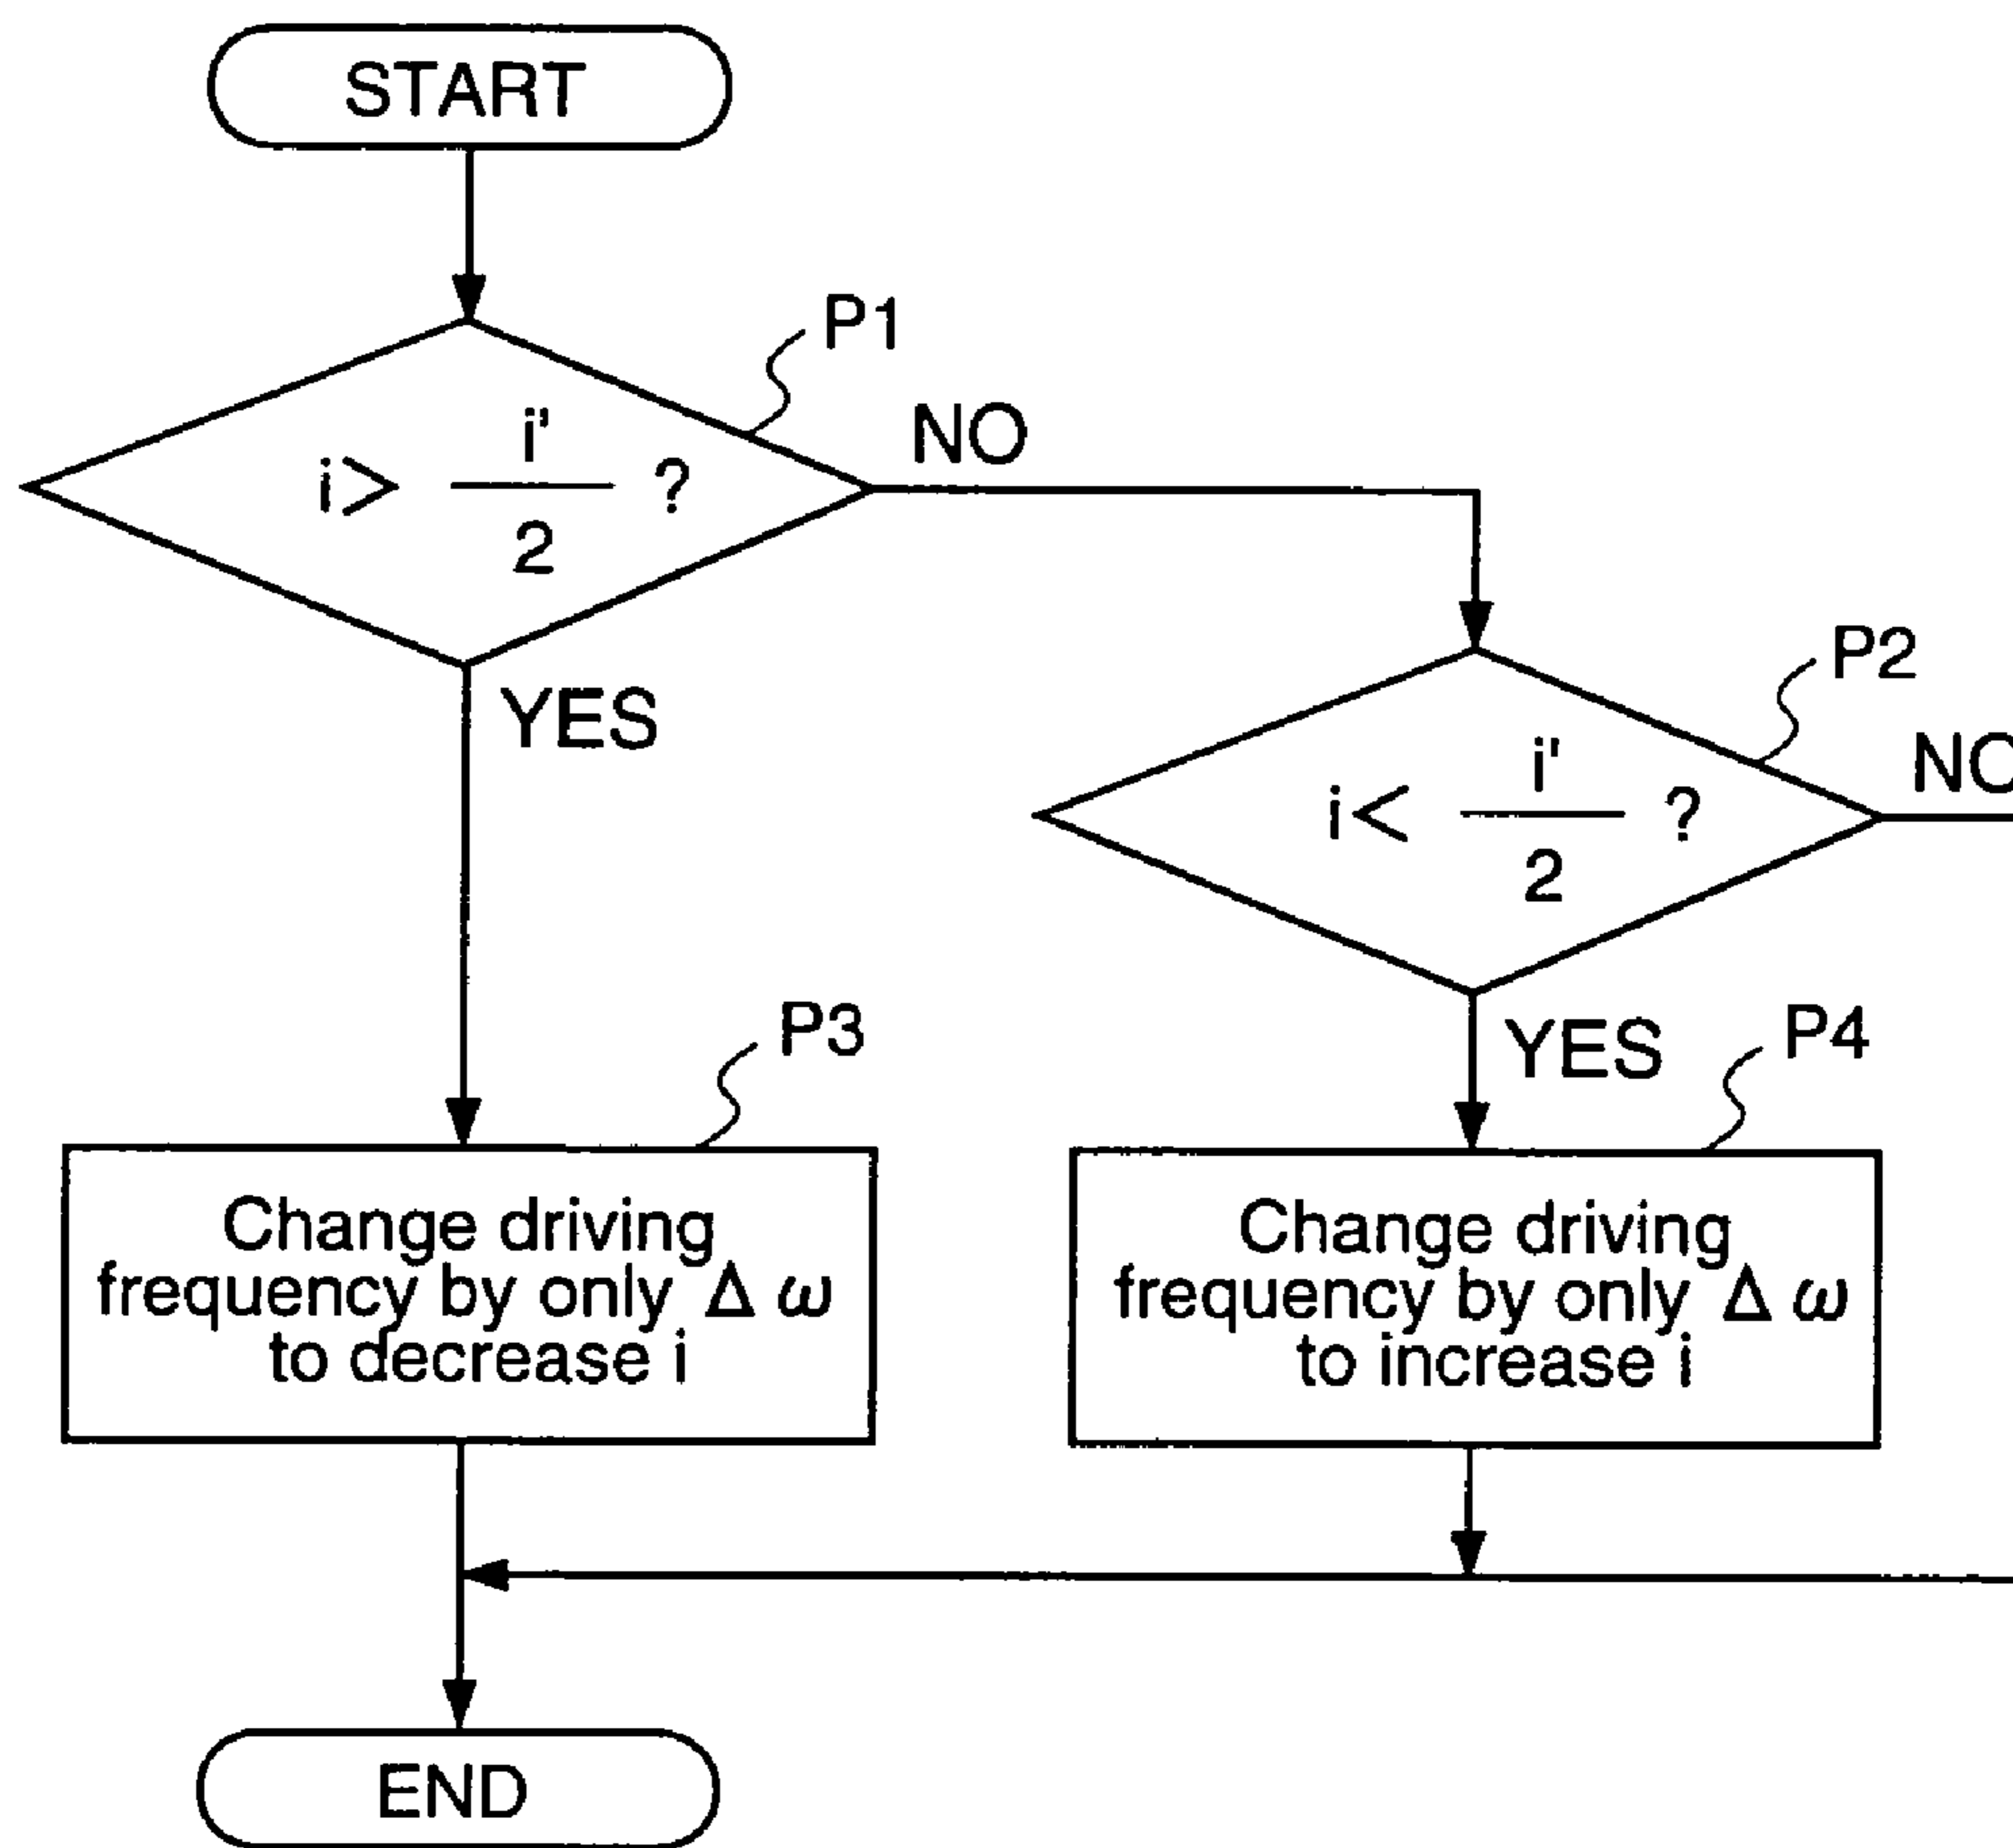 START
P1
i> i'/2 ?
NO
YES
P2
i< i'/2 ?
NO
YES
P3
Change driving
frequency by only Δ ω
to decrease i
P4
Change driving
frequency by only Δ ω
to increase i
END